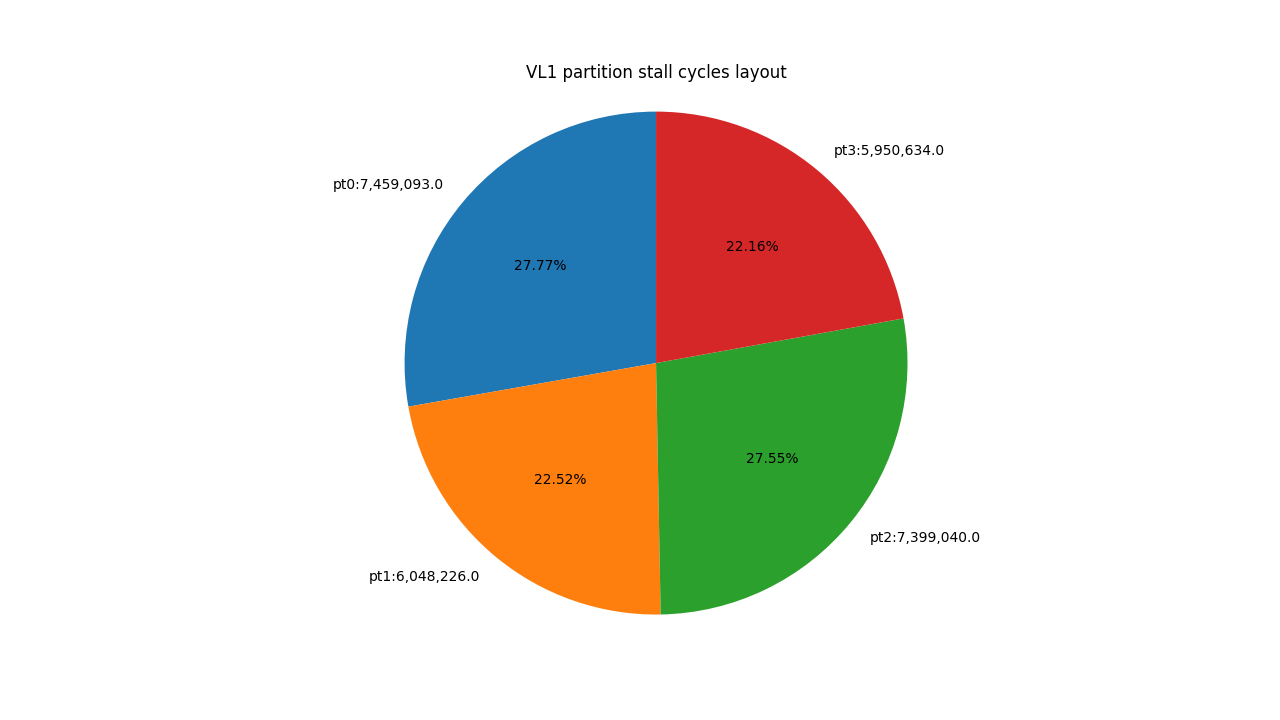 VL1 partition stall cycles layout
pt3:5,950,634.0
pt0:7,459,093.0
22.16%
27.77%
27.55%
22.52%
pt2:7,399,040.0
pt1:6,048,226.0